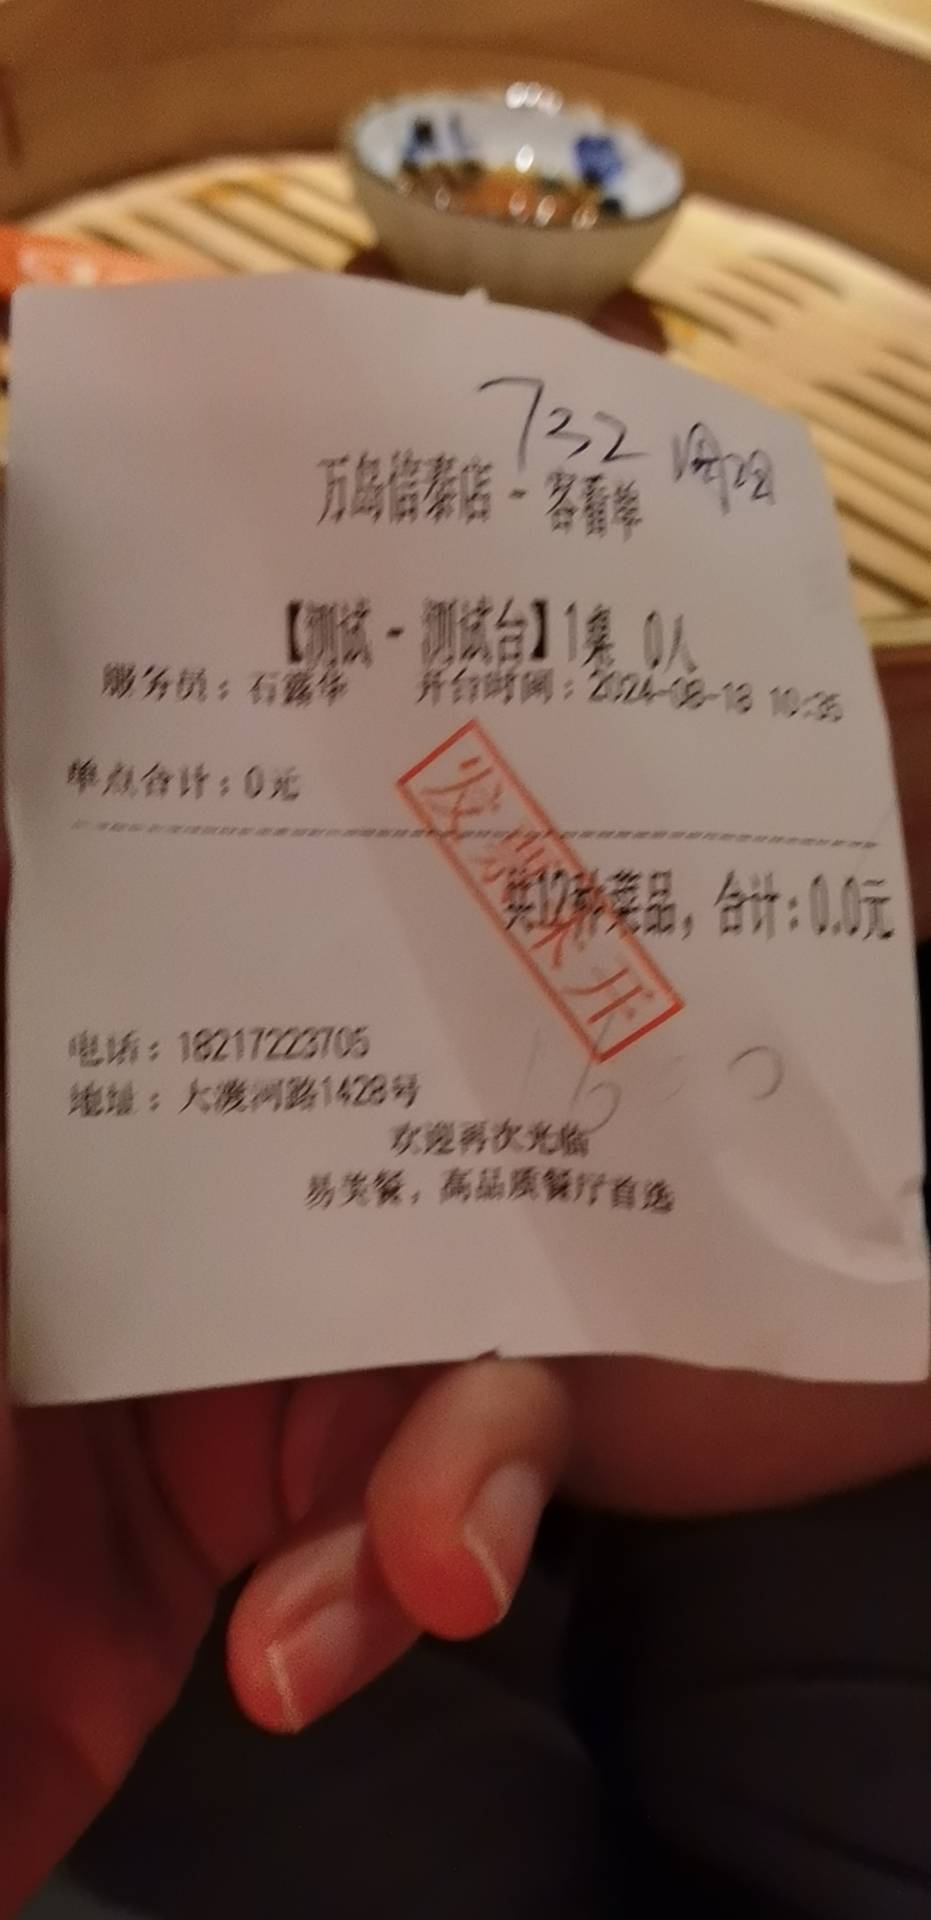 732
万岛信泰店 - 客留单
【测试 - 测试台】1桌 0人
服务员：石露华 开台时间：2024-08-18 10:35
单点合计：0元
共12种菜品，合计：0.0元
发票未开
电话：18217223705
地址：大渡河路1428号
欢迎再次光临
易类餐，高品质餐厅首选